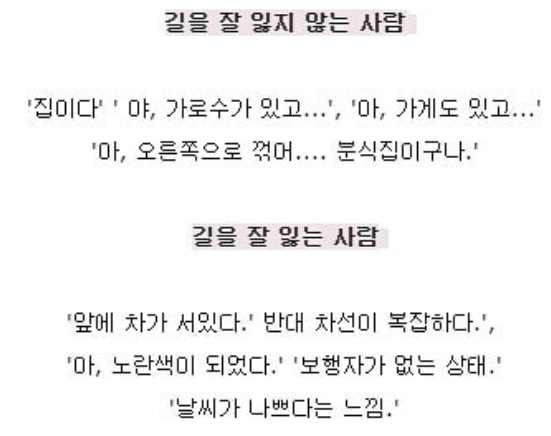 길을 잘 잃지 않는 사람
'집이다' ' 야, 가로수가 있고...', '아, 가게도 있고...'
'아, 오른쪽으로 꺾어.... 분식집이구나.'
길을 잘 잃는 사람
'앞에 차가 서있다.' 반대 차선이 복잡하다.',
'아, 노란색이 되었다.' '보행자가 없는 상태.'
'날씨가 나쁘다는 느낌.'